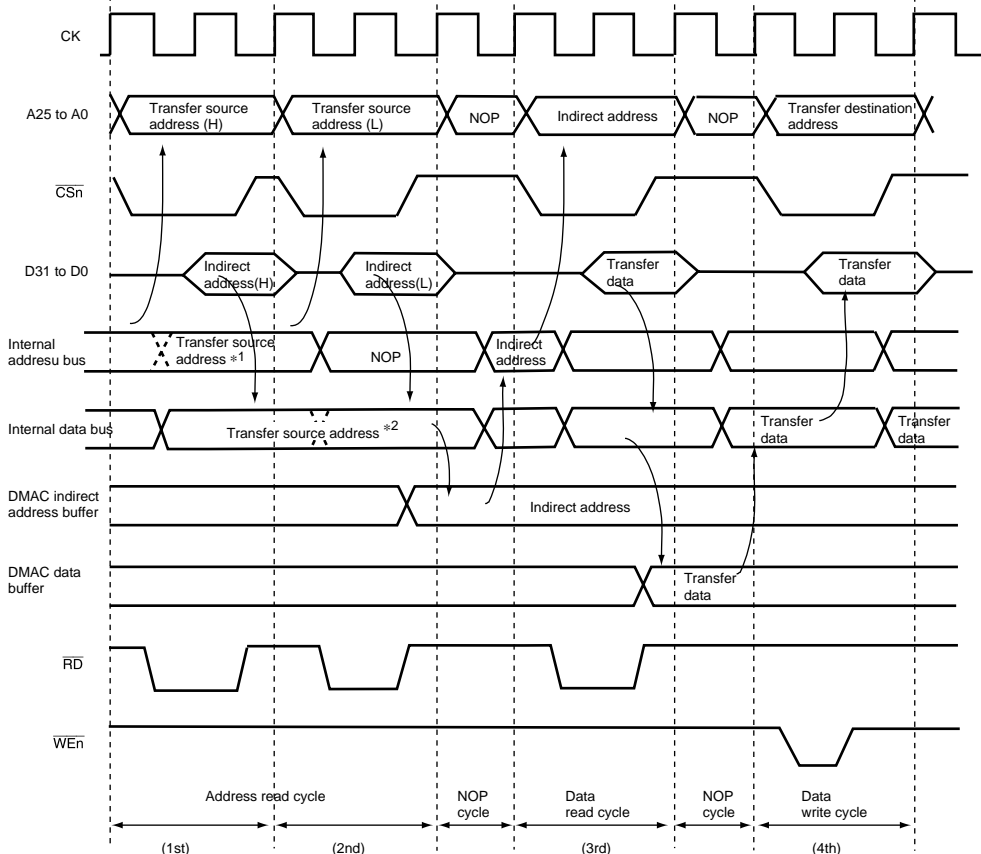 CK
A25 to A0
Transfer source
address (H)
Transfer source
address (L)
NOP
Indirect address
NOP
Transfer destination
address
CSn
D31 to D0
Indirect
address(H)
Indirect
address(L)
Transfer
data
Transfer
data
Internal
addresu bus
Transfer source
address *1
NOP
Indirect
address
Internal data bus
Transfer source address *2
Transfer
data
Transfer
data
DMAC indirect
address buffer
Indirect address
DMAC data
buffer
Transfer
data
RD
WEn
Address read cycle
NOP
cycle
Data
read cycle
NOP
cycle
Data
write cycle
(1st)
(2nd)
(3rd)
(4th)